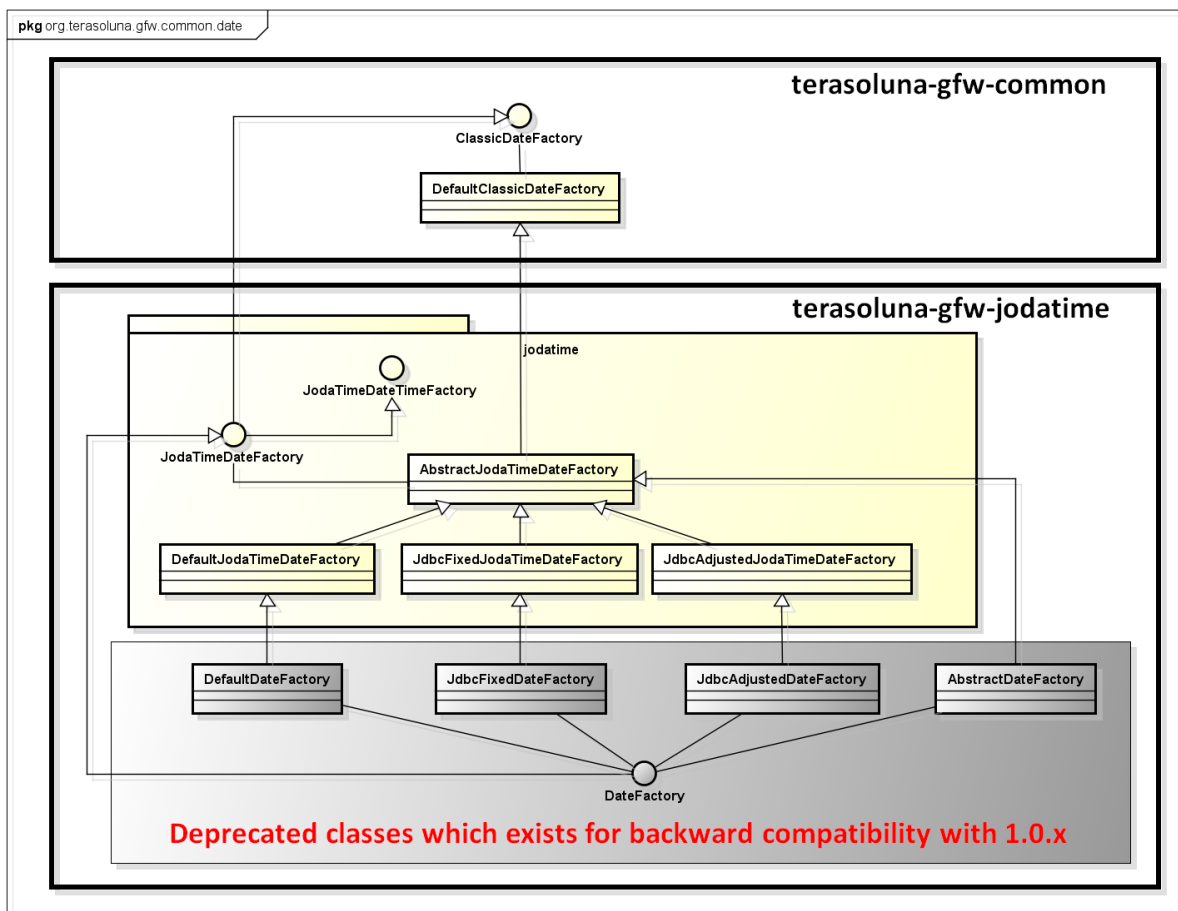 pkg org.terasoluna.gfw.common.date
terasoluna-gfw-common
ClassicDateFactory
DefaultClassicDateFactory
terasoluna-gfw-jodatime
jodatime
JodaTimeDateTimeFactory
JodaTimeDateFactory
AbstractJodaTimeDateFactory
DefaultJodaTimeDateFactory
JdbcFixedJodaTimeDateFactory
JdbcAdjustedJodaTimeDateFactory
DefaultDateFactory
JdbcFixedDateFactory
JdbcAdjustedDateFactory
AbstractDateFactory
DateFactory
Deprecated classes which exists for backward compatibility with 1.0.x